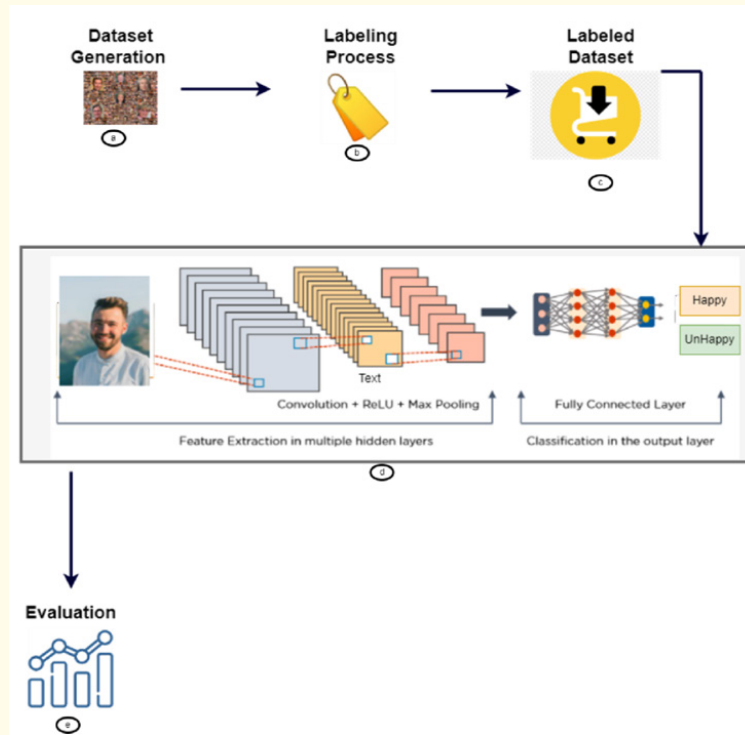 Dataset
Generation
Labeling
Process
Labeled
Dataset
a
b
c
Happy
UnHappy
Text
Convolution + ReLU + Max Pooling
Fully Connected Layer
Feature Extraction in multiple hidden layers
Classification in the output layer
d
Evaluation
e